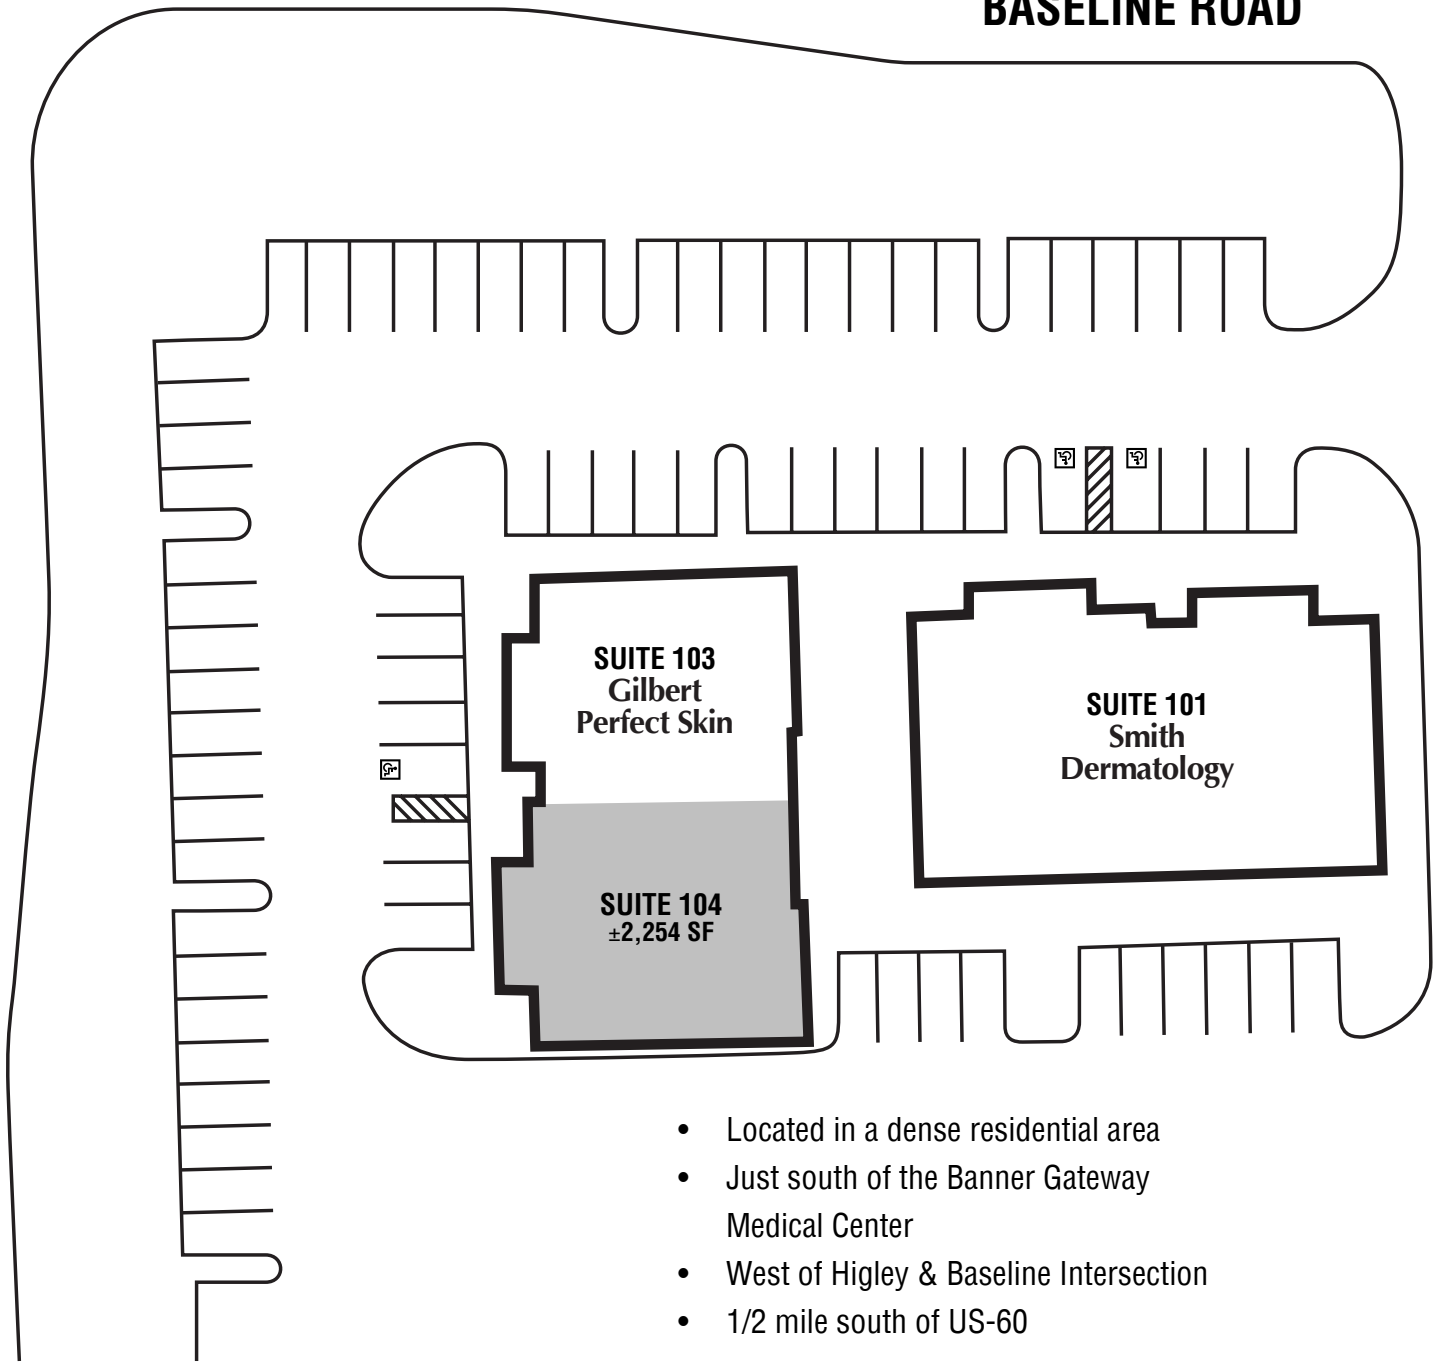 BASELINE ROAD
SUITE 103
Gilbert
Perfect Skin
SUITE 101
Smith
Dermatology
SUITE 104
±2,254 SF
• Located in a dense residential area
• Just south of the Banner Gateway
Medical Center
• West of Higley & Baseline Intersection
• 1/2 mile south of US-60